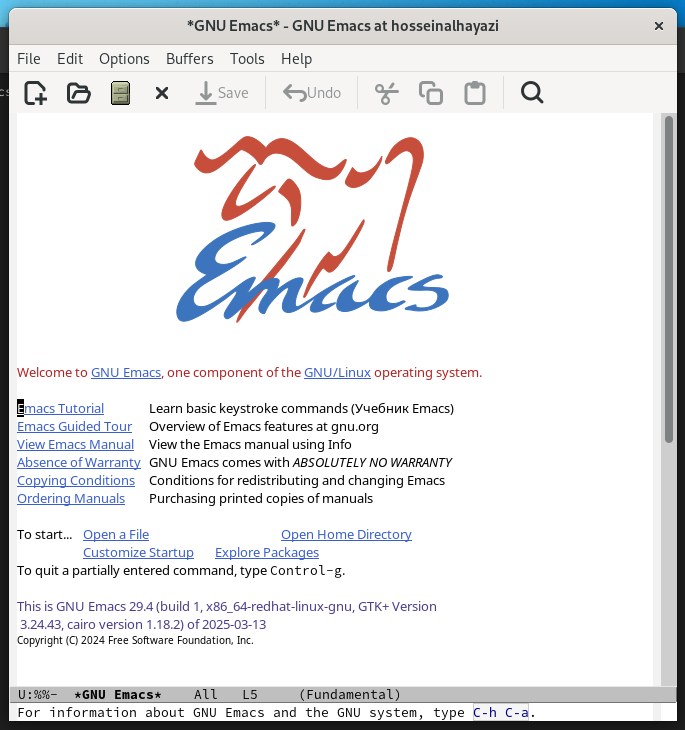 *GNU Emacs* - GNU Emacs at hosseinalhayazi
File Edit Options Buffers Tools Help
Save Undo
Emacs
Welcome to GNU Emacs, one component of the GNU/Linux operating system.
Emacs Tutorial Learn basic keystroke commands (Учебник Emacs)
Emacs Guided Tour Overview of Emacs features at gnu.org
View Emacs Manual View the Emacs manual using Info
Absence of Warranty GNU Emacs comes with ABSOLUTELY NO WARRANTY
Copying Conditions Conditions for redistributing and changing Emacs
Ordering Manuals Purchasing printed copies of manuals
To start... Open a File Open Home Directory
Customize Startup Explore Packages
To quit a partially entered command, type Control-g.
This is GNU Emacs 29.4 (build 1, x86_64-redhat-linux-gnu, GTK+ Version
3.24.43, cairo version 1.18.2) of 2025-03-13
Copyright (C) 2024 Free Software Foundation, Inc.
U:%%- *GNU Emacs* All L5 (Fundamental)
For information about GNU Emacs and the GNU system, type C-h C-a.